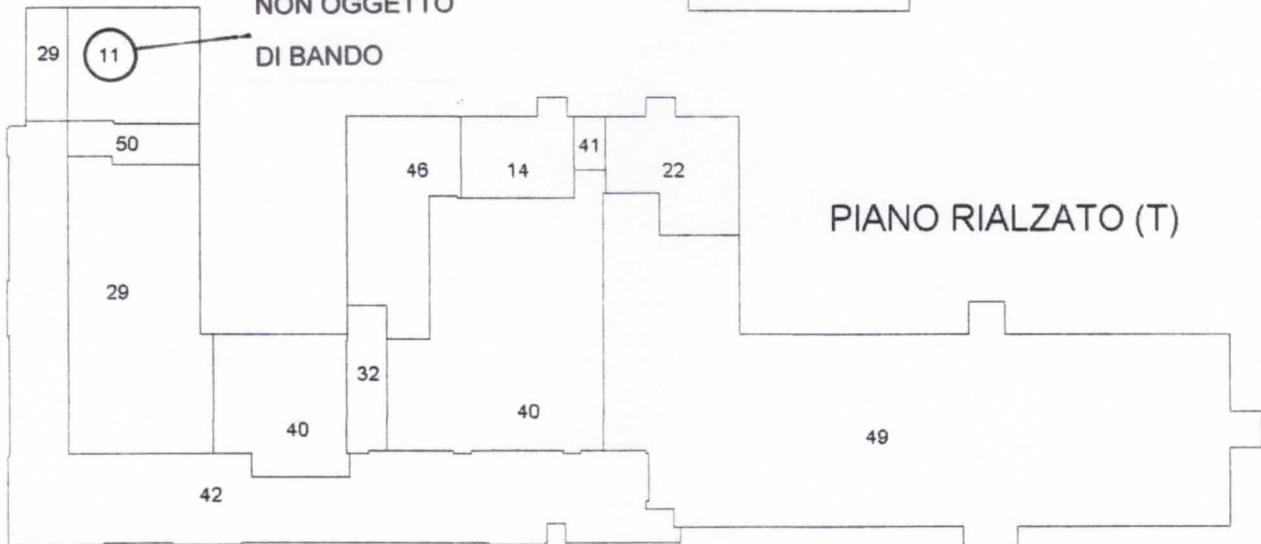 NON OGGETTO
29 11 DI BANDO
50 46 14 41 22
PIANO RIALZATO (T)
29
32
40 40 49
42